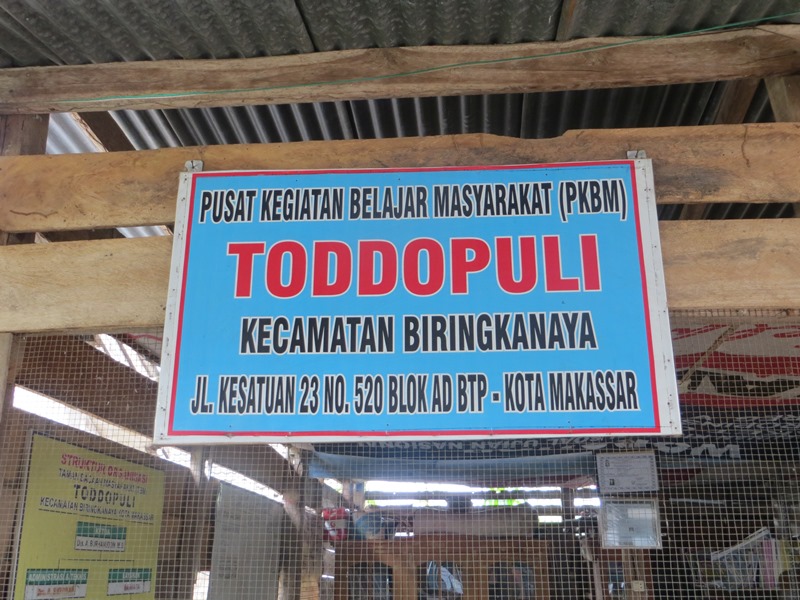 PUSAT KEGIATAN BELAJAR MASYARAKAT (PKBM)
TODDOPULI
KECAMATAN BIRINGKANAYA
JL. KESATUAN 23 NO. 520 BLOK AD BTP - KOTA MAKASSAR
STRUKTUR ORGANISASI
TODDOPULI